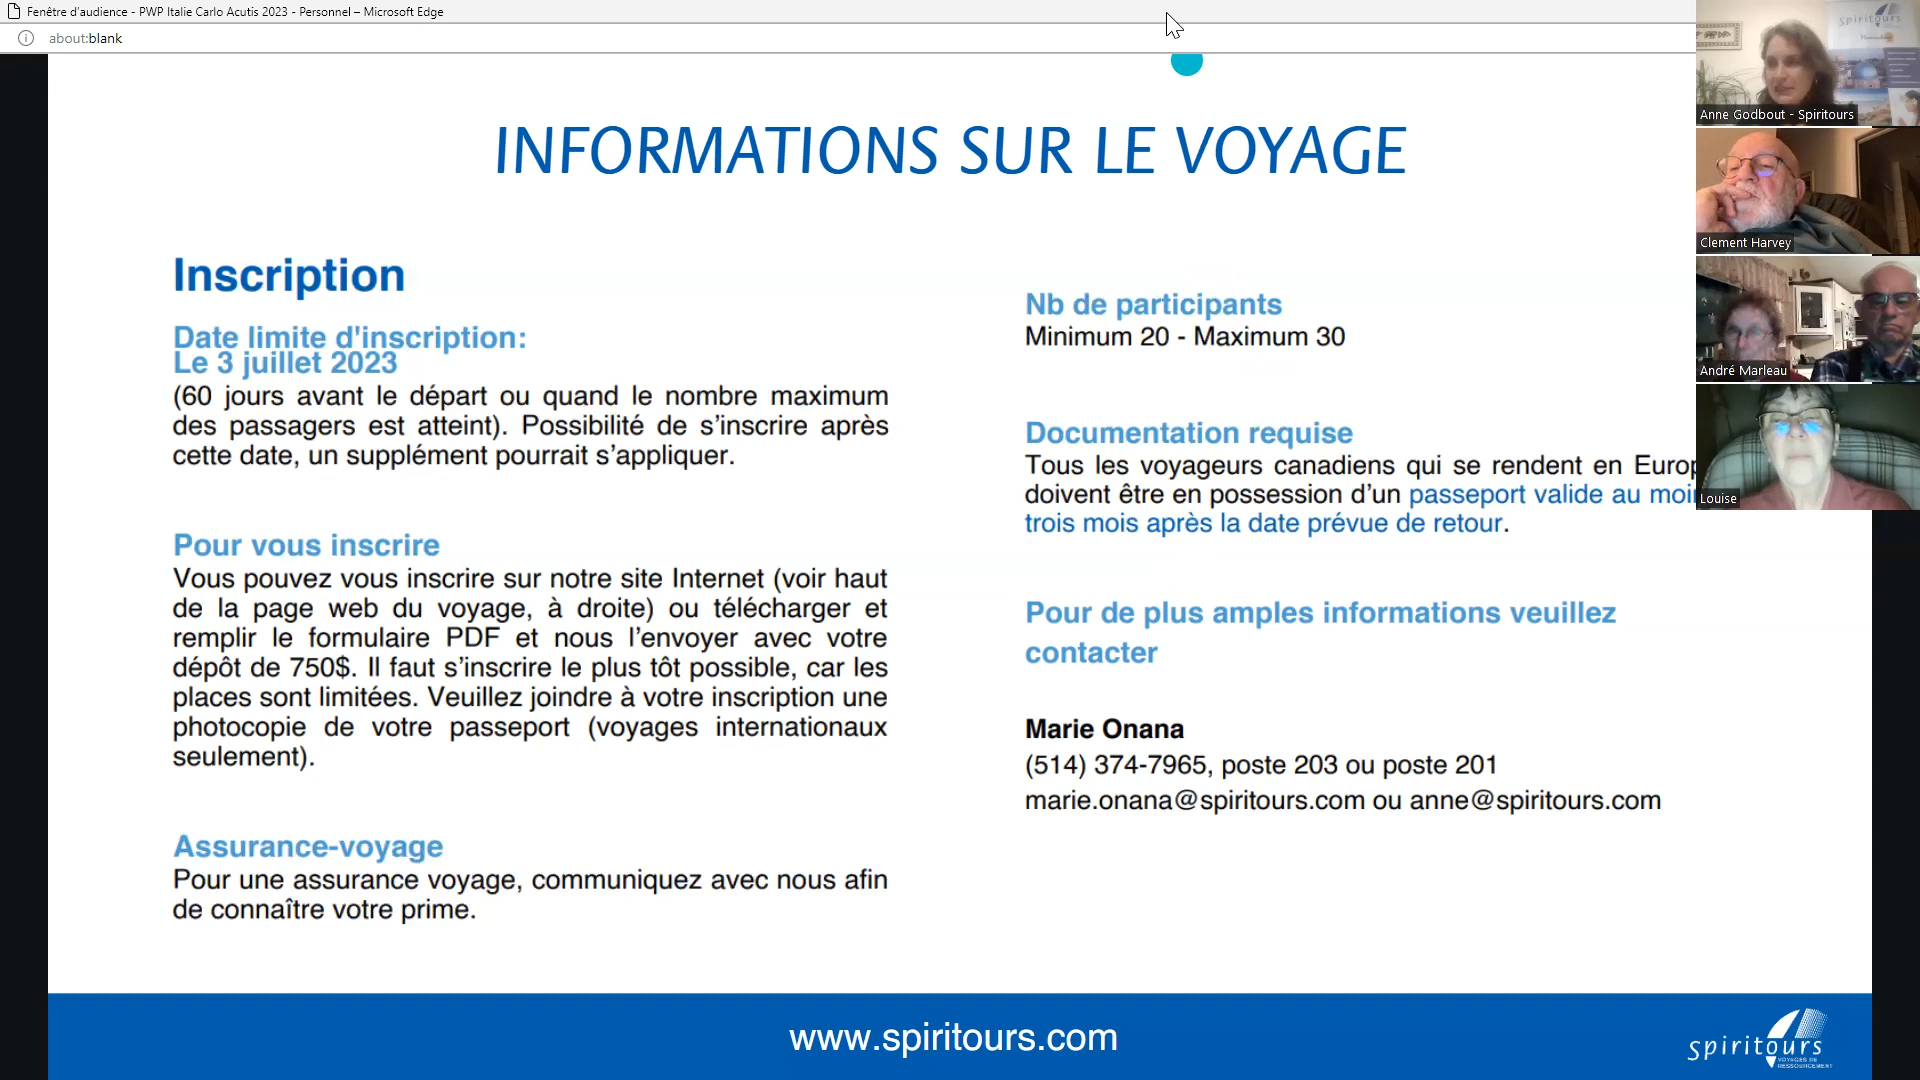 Fenêtre d'audience - PWP Italie Carlo Acutis 2023 - Personnel – Microsoft Edge
about:blank
INFORMATIONS SUR LE VOYAGE
Inscription
Date limite d'inscription:
Le 3 juillet 2023
(60 jours avant le départ ou quand le nombre maximum
des passagers est atteint). Possibilité de s'inscrire après
cette date, un supplément pourrait s'appliquer.
Pour vous inscrire
Vous pouvez vous inscrire sur notre site Internet (voir haut
de la page web du voyage, à droite) ou télécharger et
remplir le formulaire PDF et nous l'envoyer avec votre
dépôt de 750$. Il faut s'inscrire le plus tôt possible, car les
places sont limitées. Veuillez joindre à votre inscription une
photocopie de votre passeport (voyages internationaux
seulement).
Assurance-voyage
Pour une assurance voyage, communiquez avec nous afin
de connaître votre prime.
Nb de participants
Minimum 20 - Maximum 30
Documentation requise
Tous les voyageurs canadiens qui se rendent en Europ
doivent être en possession d'un passeport valide au moi
trois mois après la date prévue de retour.
Pour de plus amples informations veuillez
contacter
Marie Onana
(514) 374-7965, poste 203 ou poste 201
marie.onana@spiritours.com ou anne@spiritours.com
Spiritours
Anne Godbout - Spiritours
Clement Harvey
André Marleau
Louise
www.spiritours.com
spiritours
VOYAGES DE
RESSOURCEMENT